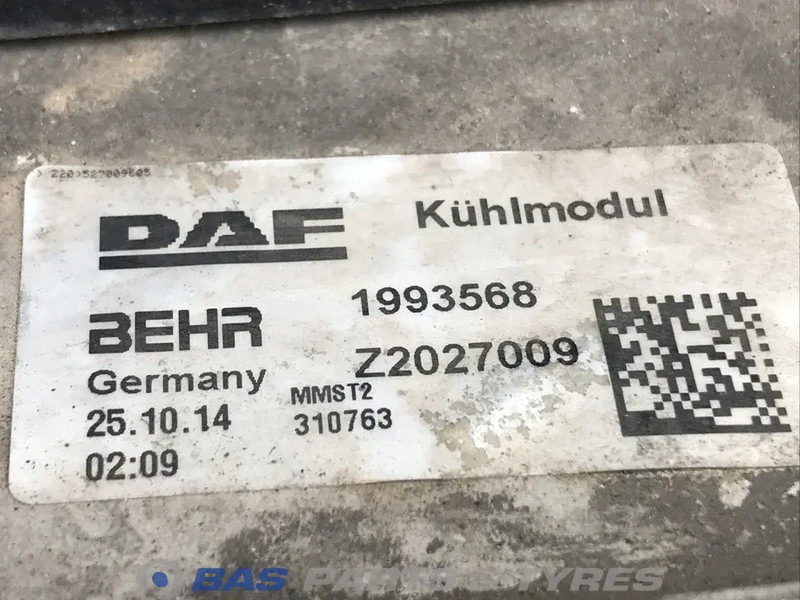 DAF Kühlmodul
BEHR 1993568
Germany Z2027009
25.10.14 MMST2
02:09 310763
BAS PARTS & TYRES